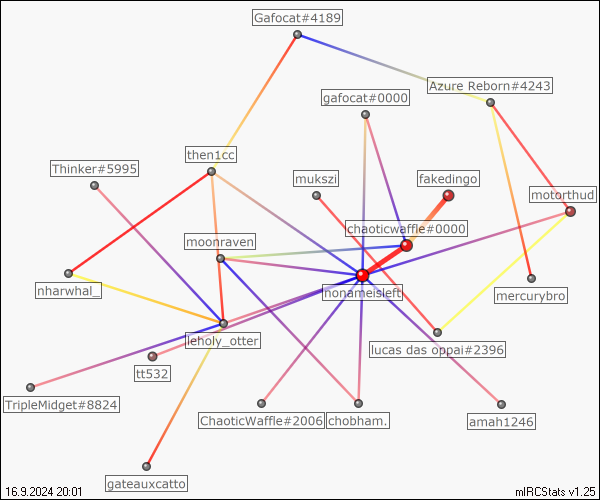 Gafocat#4189
Azure Reborn#4243
gafocat#0000
then1cc
Thinker#5995
mukszi
fakedingo
motorthud
chaoticwaffle#0000
moonraven
nharwhal_
nonameisleft
mercurybro
leholy_otter
lucas das oppai#2396
tt532
TripleMidget#8824
ChaoticWaffle#2006
chobham.
amah1246
gateauxcatto
16.9.2024 20:01
mIRCStats v1.25